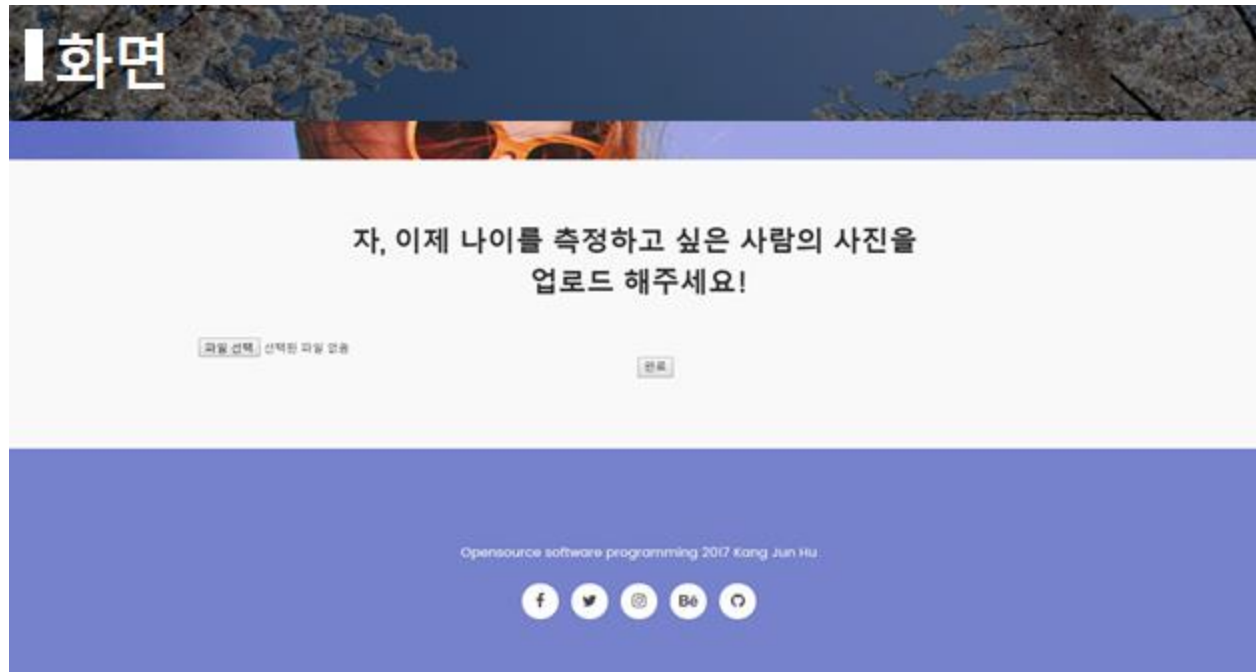 화면
자, 이제 나이를 측정하고 싶은 사람의 사진을
업로드 해주세요!
파일 선택 선택된 파일 없음
완료
Opensource software programming 2017 Kang Jun Hu
Bē